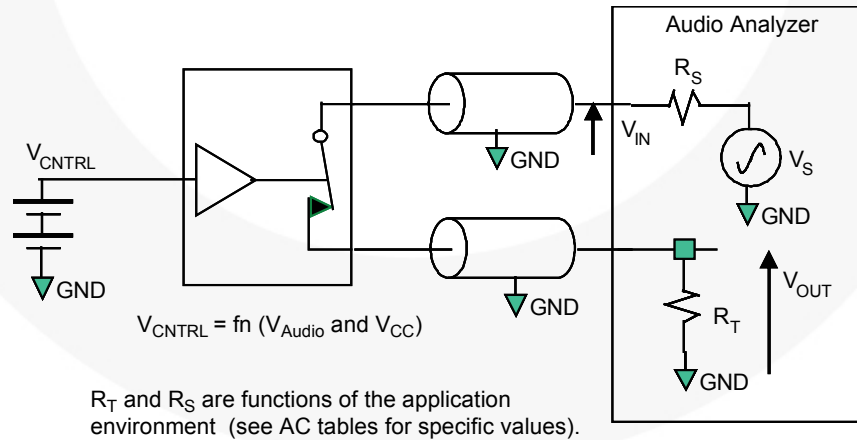 Audio Analyzer
R_S
V_CNTRL
V_IN
GND
V_S
GND
GND
V_OUT
GND
R_T
V_CNTRL = fn (V_Audio and V_CC)
GND
R_T and R_S are functions of the application
environment (see AC tables for specific values).